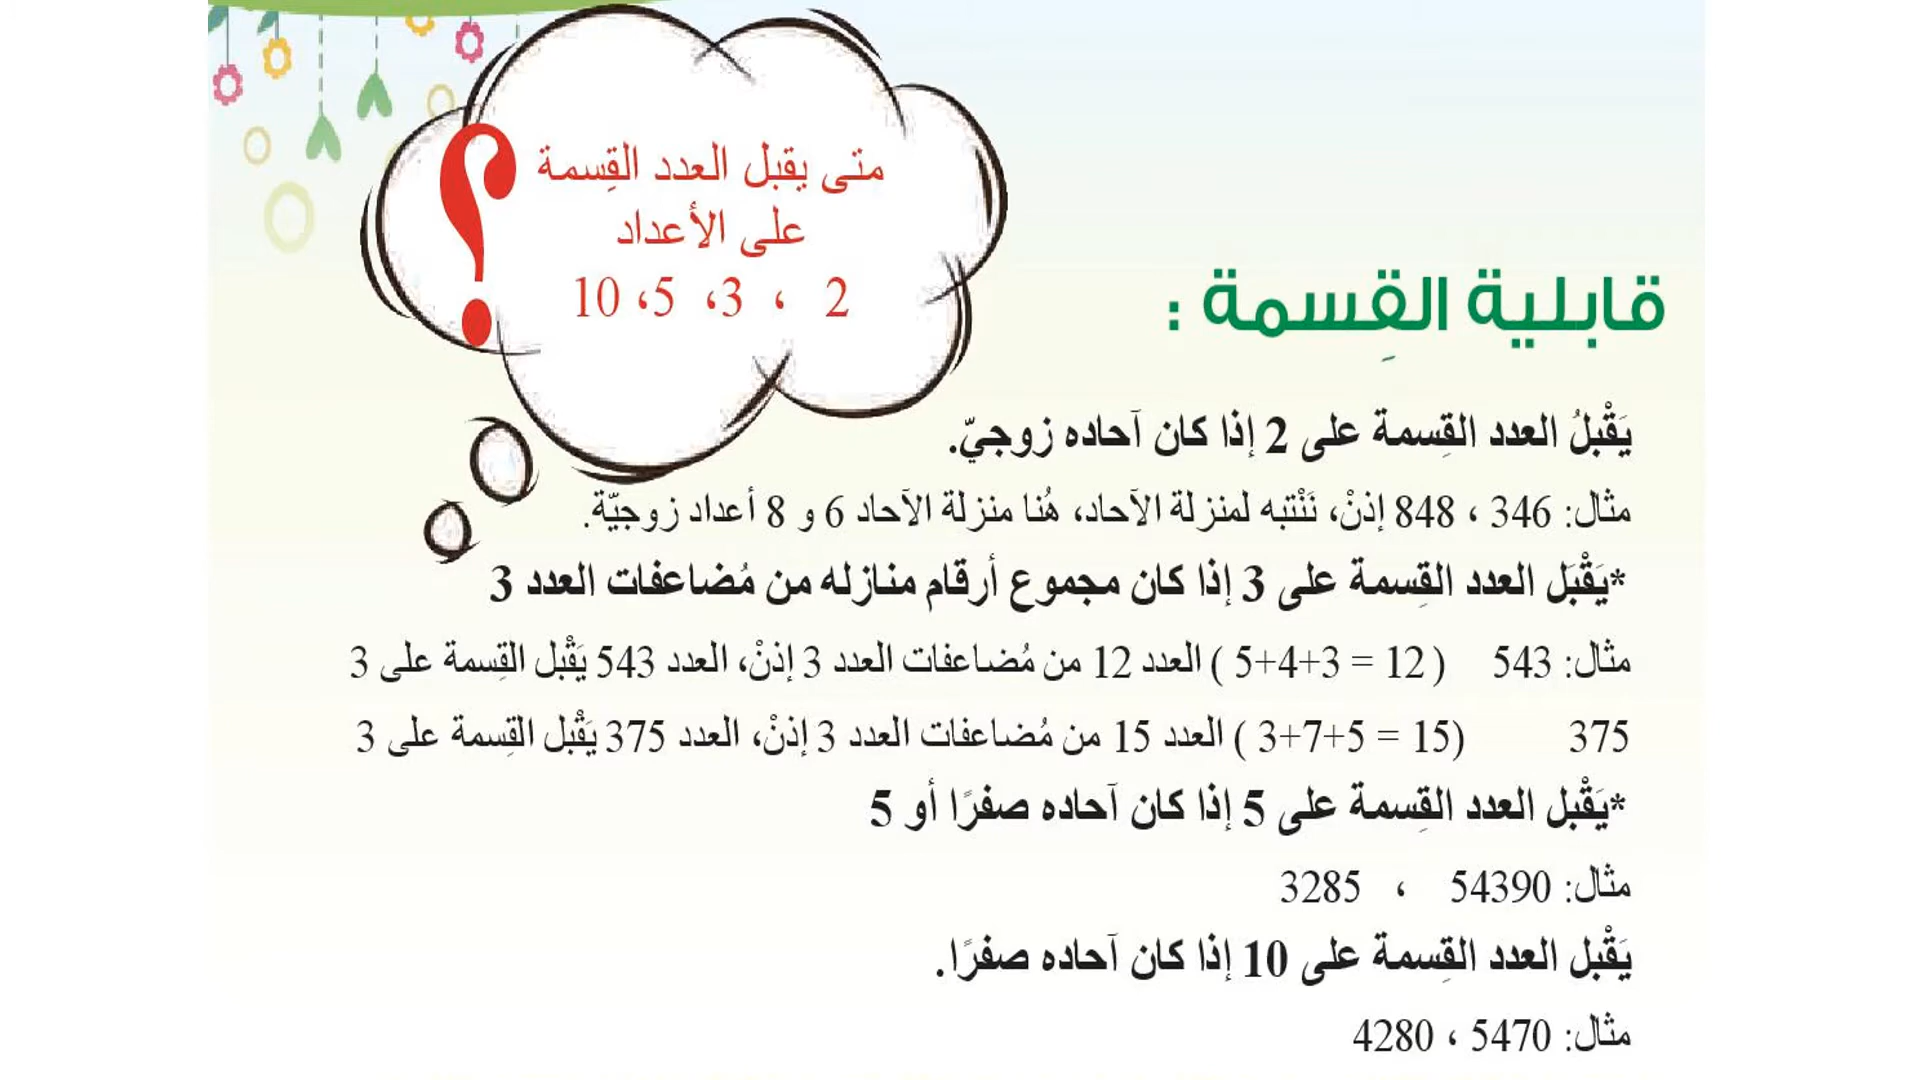 متى يقبل العدد القِسمة
على الأعداد
2 ، 3، 5، 10
؟
قابلية القِسمة :
يَقْبلُ العدد القِسمة على 2 إذا كان آحاده زوجيّ.
مثال: 346 ، 848 إذنْ، نَنْتبه لمنزلة الآحاد، هُنا منزلة الآحاد 6 و 8 أعداد زوجيّة.
*يَقْبَل العدد القِسمة على 3 إذا كان مجموع أرقام منازله من مُضاعفات العدد 3
مثال: 543 ( 5+4+3 = 12 ) العدد 12 من مُضاعفات العدد 3 إذنْ، العدد 543 يَقْبل القِسمة على 3
375 ( 3+7+5 = 15) العدد 15 من مُضاعفات العدد 3 إذنْ، العدد 375 يَقْبل القِسمة على 3
*يَقْبل العدد القِسمة على 5 إذا كان آحاده صفرًا أو 5
مثال: 54390 ، 3285
يَقْبل العدد القِسمة على 10 إذا كان آحاده صفرًا.
مثال: 5470 ، 4280